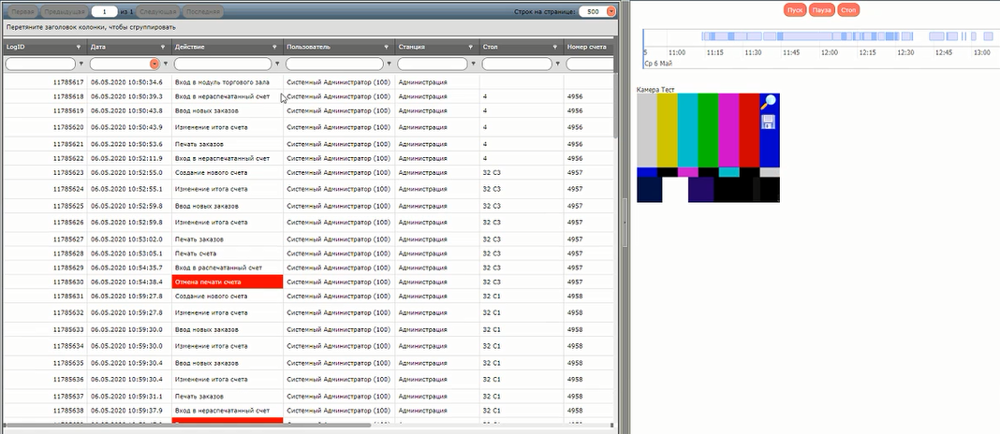 Первая Предыдущая 1 из 1 Следующая Последняя Строк на странице: 500
Перетяните заголовок колонки, чтобы сгруппировать
LogID Дата Действие Пользователь Станция Стол Номер счета
11785617 06.05.2020 10:50:34.6 Вход в модуль торгового зала Системный Администратор (100) Администрация
11785618 06.05.2020 10:50:39.3 Вход в нераспечатанный счет Системный Администратор (100) Администрация 4 4956
11785619 06.05.2020 10:50:43.8 Ввод новых заказов Системный Администратор (100) Администрация 4 4956
11785620 06.05.2020 10:50:43.9 Изменение итога счета Системный Администратор (100) Администрация 4 4956
11785621 06.05.2020 10:50:53.6 Печать заказов Системный Администратор (100) Администрация 4 4956
11785622 06.05.2020 10:52:11.9 Вход в нераспечатанный счет Системный Администратор (100) Администрация 4 4956
11785623 06.05.2020 10:52:55.0 Создание нового счета Системный Администратор (100) Администрация 32 С3 4957
11785624 06.05.2020 10:52:55.1 Изменение итога счета Системный Администратор (100) Администрация 32 С3 4957
11785625 06.05.2020 10:52:59.8 Ввод новых заказов Системный Администратор (100) Администрация 32 С3 4957
11785626 06.05.2020 10:52:59.8 Изменение итога счета Системный Администратор (100) Администрация 32 С3 4957
11785627 06.05.2020 10:53:02.0 Печать заказов Системный Администратор (100) Администрация 32 С3 4957
11785628 06.05.2020 10:53:05.1 Печать счета Системный Администратор (100) Администрация 32 С3 4957
11785629 06.05.2020 10:54:35.7 Вход в распечатанный счет Системный Администратор (100) Администрация 32 С3 4957
11785630 06.05.2020 10:54:38.4 Отмена печати счета Системный Администратор (100) Администрация 32 С3 4957
11785631 06.05.2020 10:59:27.8 Создание нового счета Системный Администратор (100) Администрация 32 С1 4958
11785632 06.05.2020 10:59:27.8 Изменение итога счета Системный Администратор (100) Администрация 32 С1 4958
11785633 06.05.2020 10:59:30.0 Ввод новых заказов Системный Администратор (100) Администрация 32 С1 4958
11785634 06.05.2020 10:59:30.0 Изменение итога счета Системный Администратор (100) Администрация 32 С1 4958
11785635 06.05.2020 10:59:30.4 Ввод новых заказов Системный Администратор (100) Администрация 32 С1 4958
11785636 06.05.2020 10:59:30.4 Изменение итога счета Системный Администратор (100) Администрация 32 С1 4958
11785637 06.05.2020 10:59:31.1 Печать заказов Системный Администратор (100) Администрация 32 С1 4958
11785638 06.05.2020 10:59:37.9 Вход в нераспечатанный счет Системный Администратор (100) Администрация 32 С1 4958
Пуск Пауза Стоп
11:00 11:15 11:30 11:45 12:00 12:15 12:30 12:45 13:00
Ср 6 Май
Камера Тест